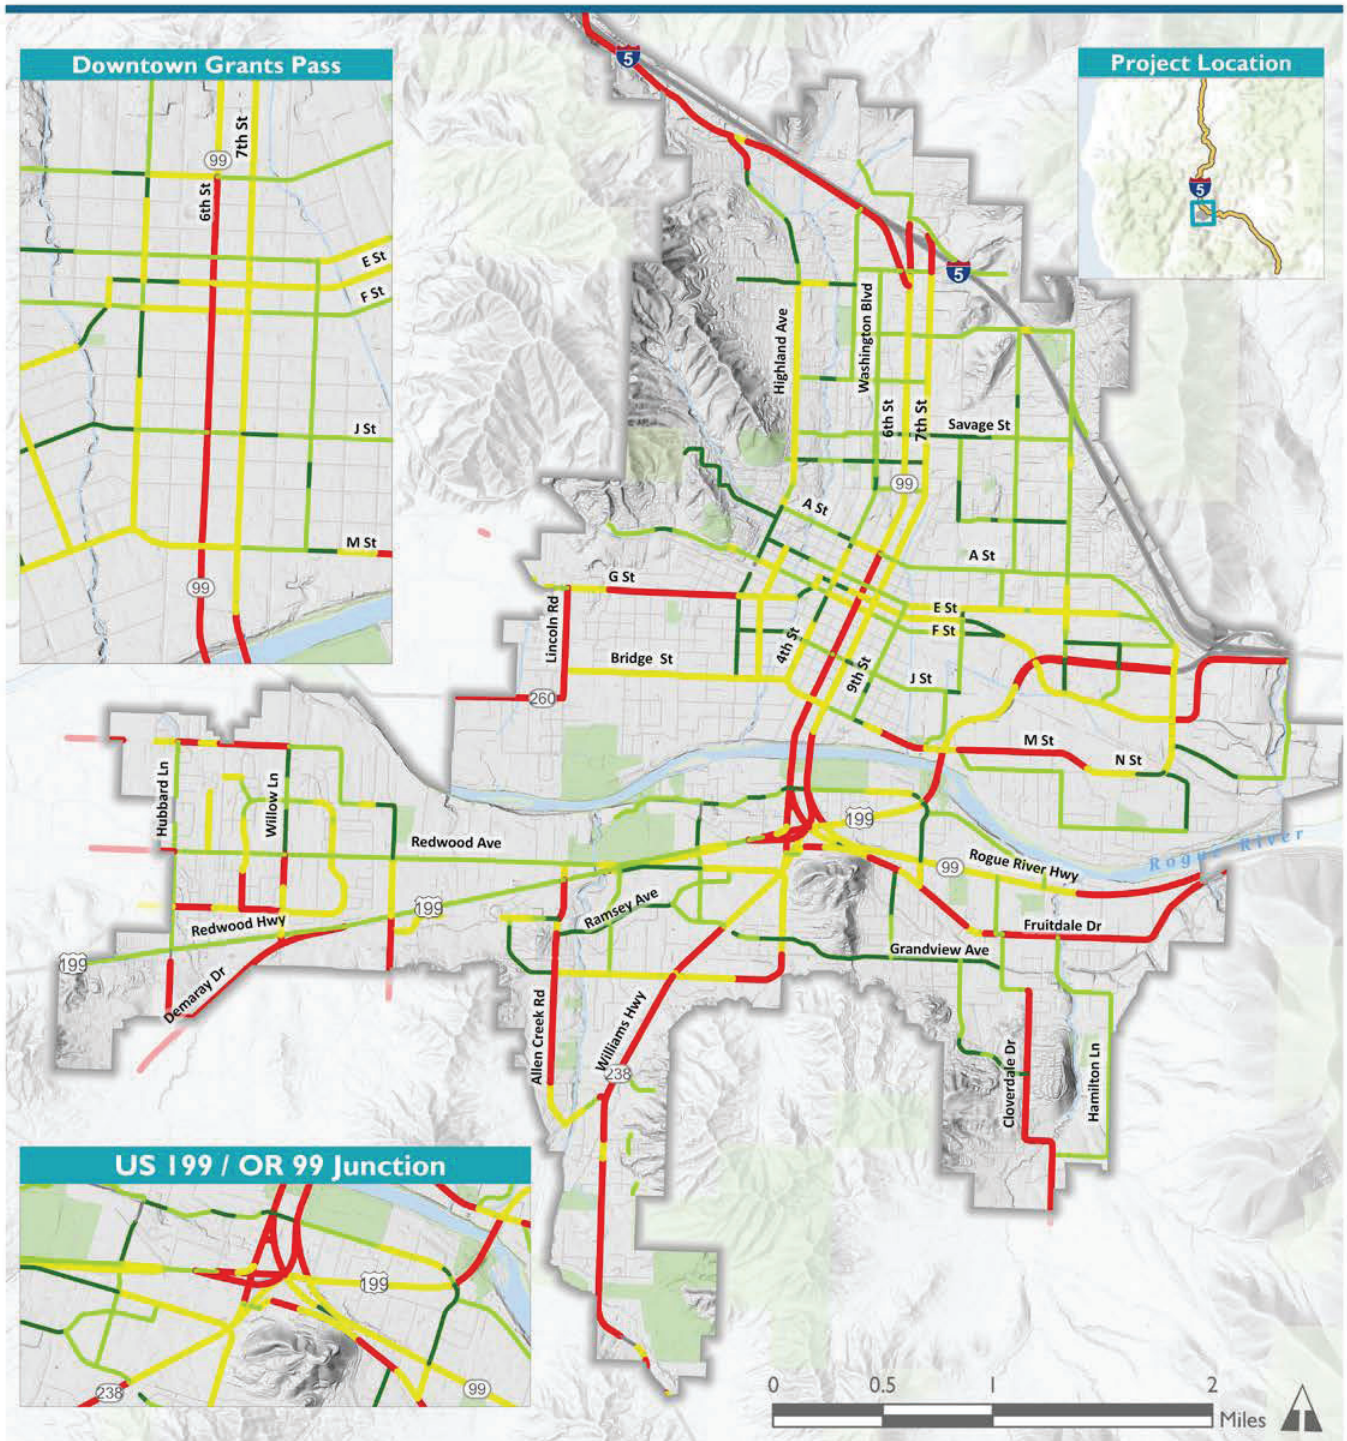 Downtown Grants Pass
99
7th St
6th St
E St
F St
J St
M St
99
5
Project Location
5
5
Highland Ave
Washington Blvd
6th St
7th St
Savage St
99
A St
A St
G St
Lincoln Rd
E St
F St
4th St
Bridge St
9th St
J St
260
M St
N St
Hubbard Ln
Willow Ln
Redwood Ave
199
99
Rogue River Hwy
Rogue River
Ramsey Ave
199
Redwood Hwy
Fruitdale Dr
Grandview Ave
199
Demaray Dr
Allen Creek Rd
Williams Hwy
238
Cloverdale Dr
Hamilton Ln
US 199 / OR 99 Junction
199
238
99
0 0.5 1 2
Miles